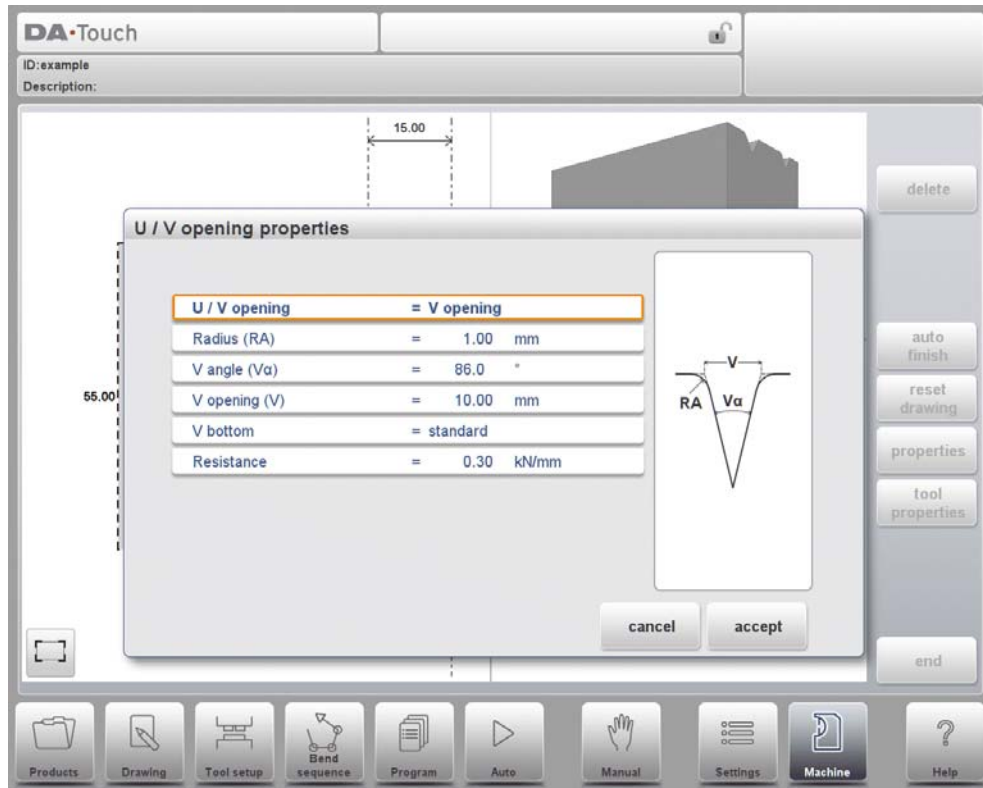 DA•Touch
ID:example
Description:
15.00
55.00
U / V opening properties
U / V opening = V opening
Radius (RA) = 1.00 mm
V angle (Vα) = 86.0 °
V opening (V) = 10.00 mm
V bottom = standard
Resistance = 0.30 kN/mm
V
RA
Vα
cancel
accept
delete
auto
finish
reset
drawing
properties
tool
properties
end
Products
Drawing
Tool setup
Bend
sequence
Program
Auto
Manual
Settings
Machine
?
Help